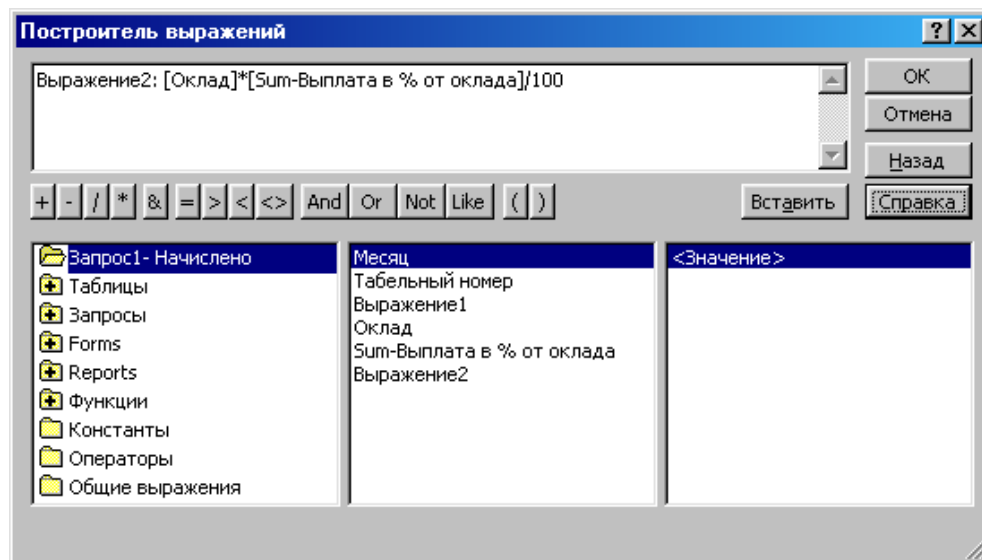 Построитель выражений
Выражение2: [Оклад]*[Sum-Выплата в % от оклада]/100
ОК
Отмена
Назад
+ - / * & = > < <> And Or Not Like ( ) Вставить Справка
Запрос1- Начислено
Таблицы
Запросы
Forms
Reports
Функции
Константы
Операторы
Общие выражения
Месяц
Табельный номер
Выражение1
Оклад
Sum-Выплата в % от оклада
Выражение2
<Значение>